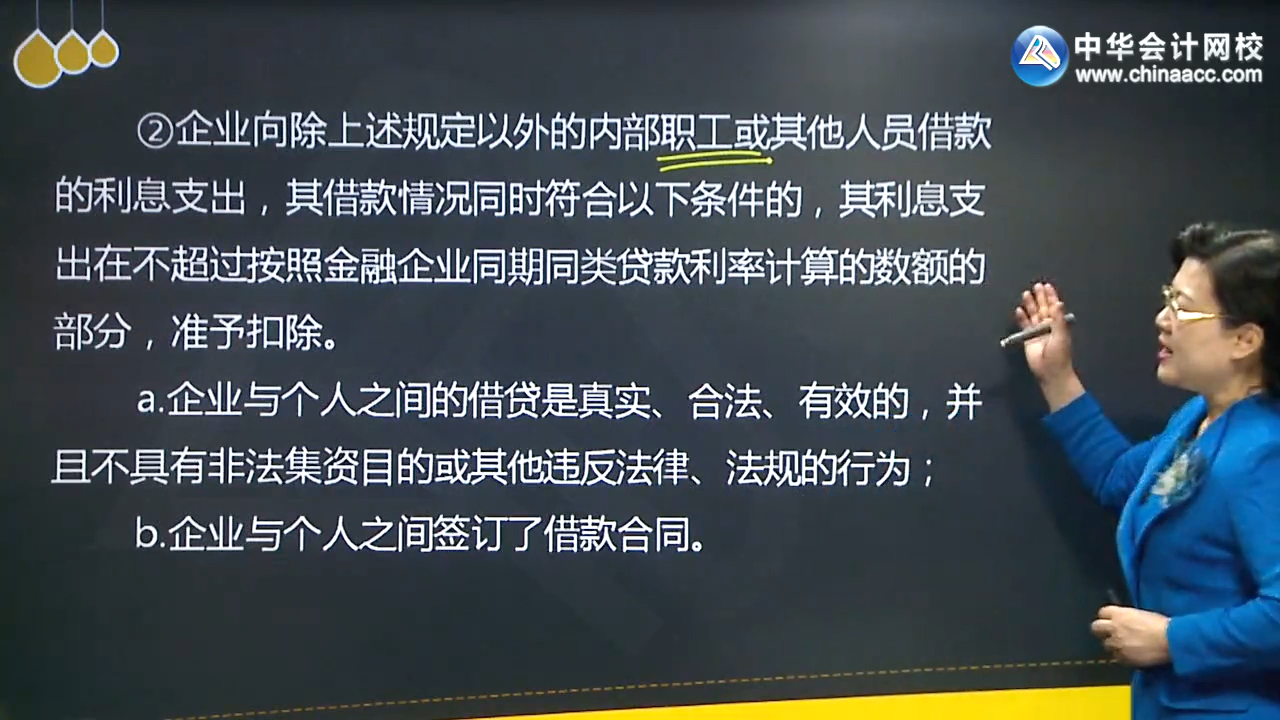 中华会计网校
www.chinaacc.com
②企业向除上述规定以外的内部职工或其他人员借款
的利息支出，其借款情况同时符合以下条件的，其利息支
出在不超过按照金融企业同期同类贷款利率计算的数额的
部分，准予扣除。
a.企业与个人之间的借贷是真实、合法、有效的，并
且不具有非法集资目的或其他违反法律、法规的行为；
b.企业与个人之间签订了借款合同。